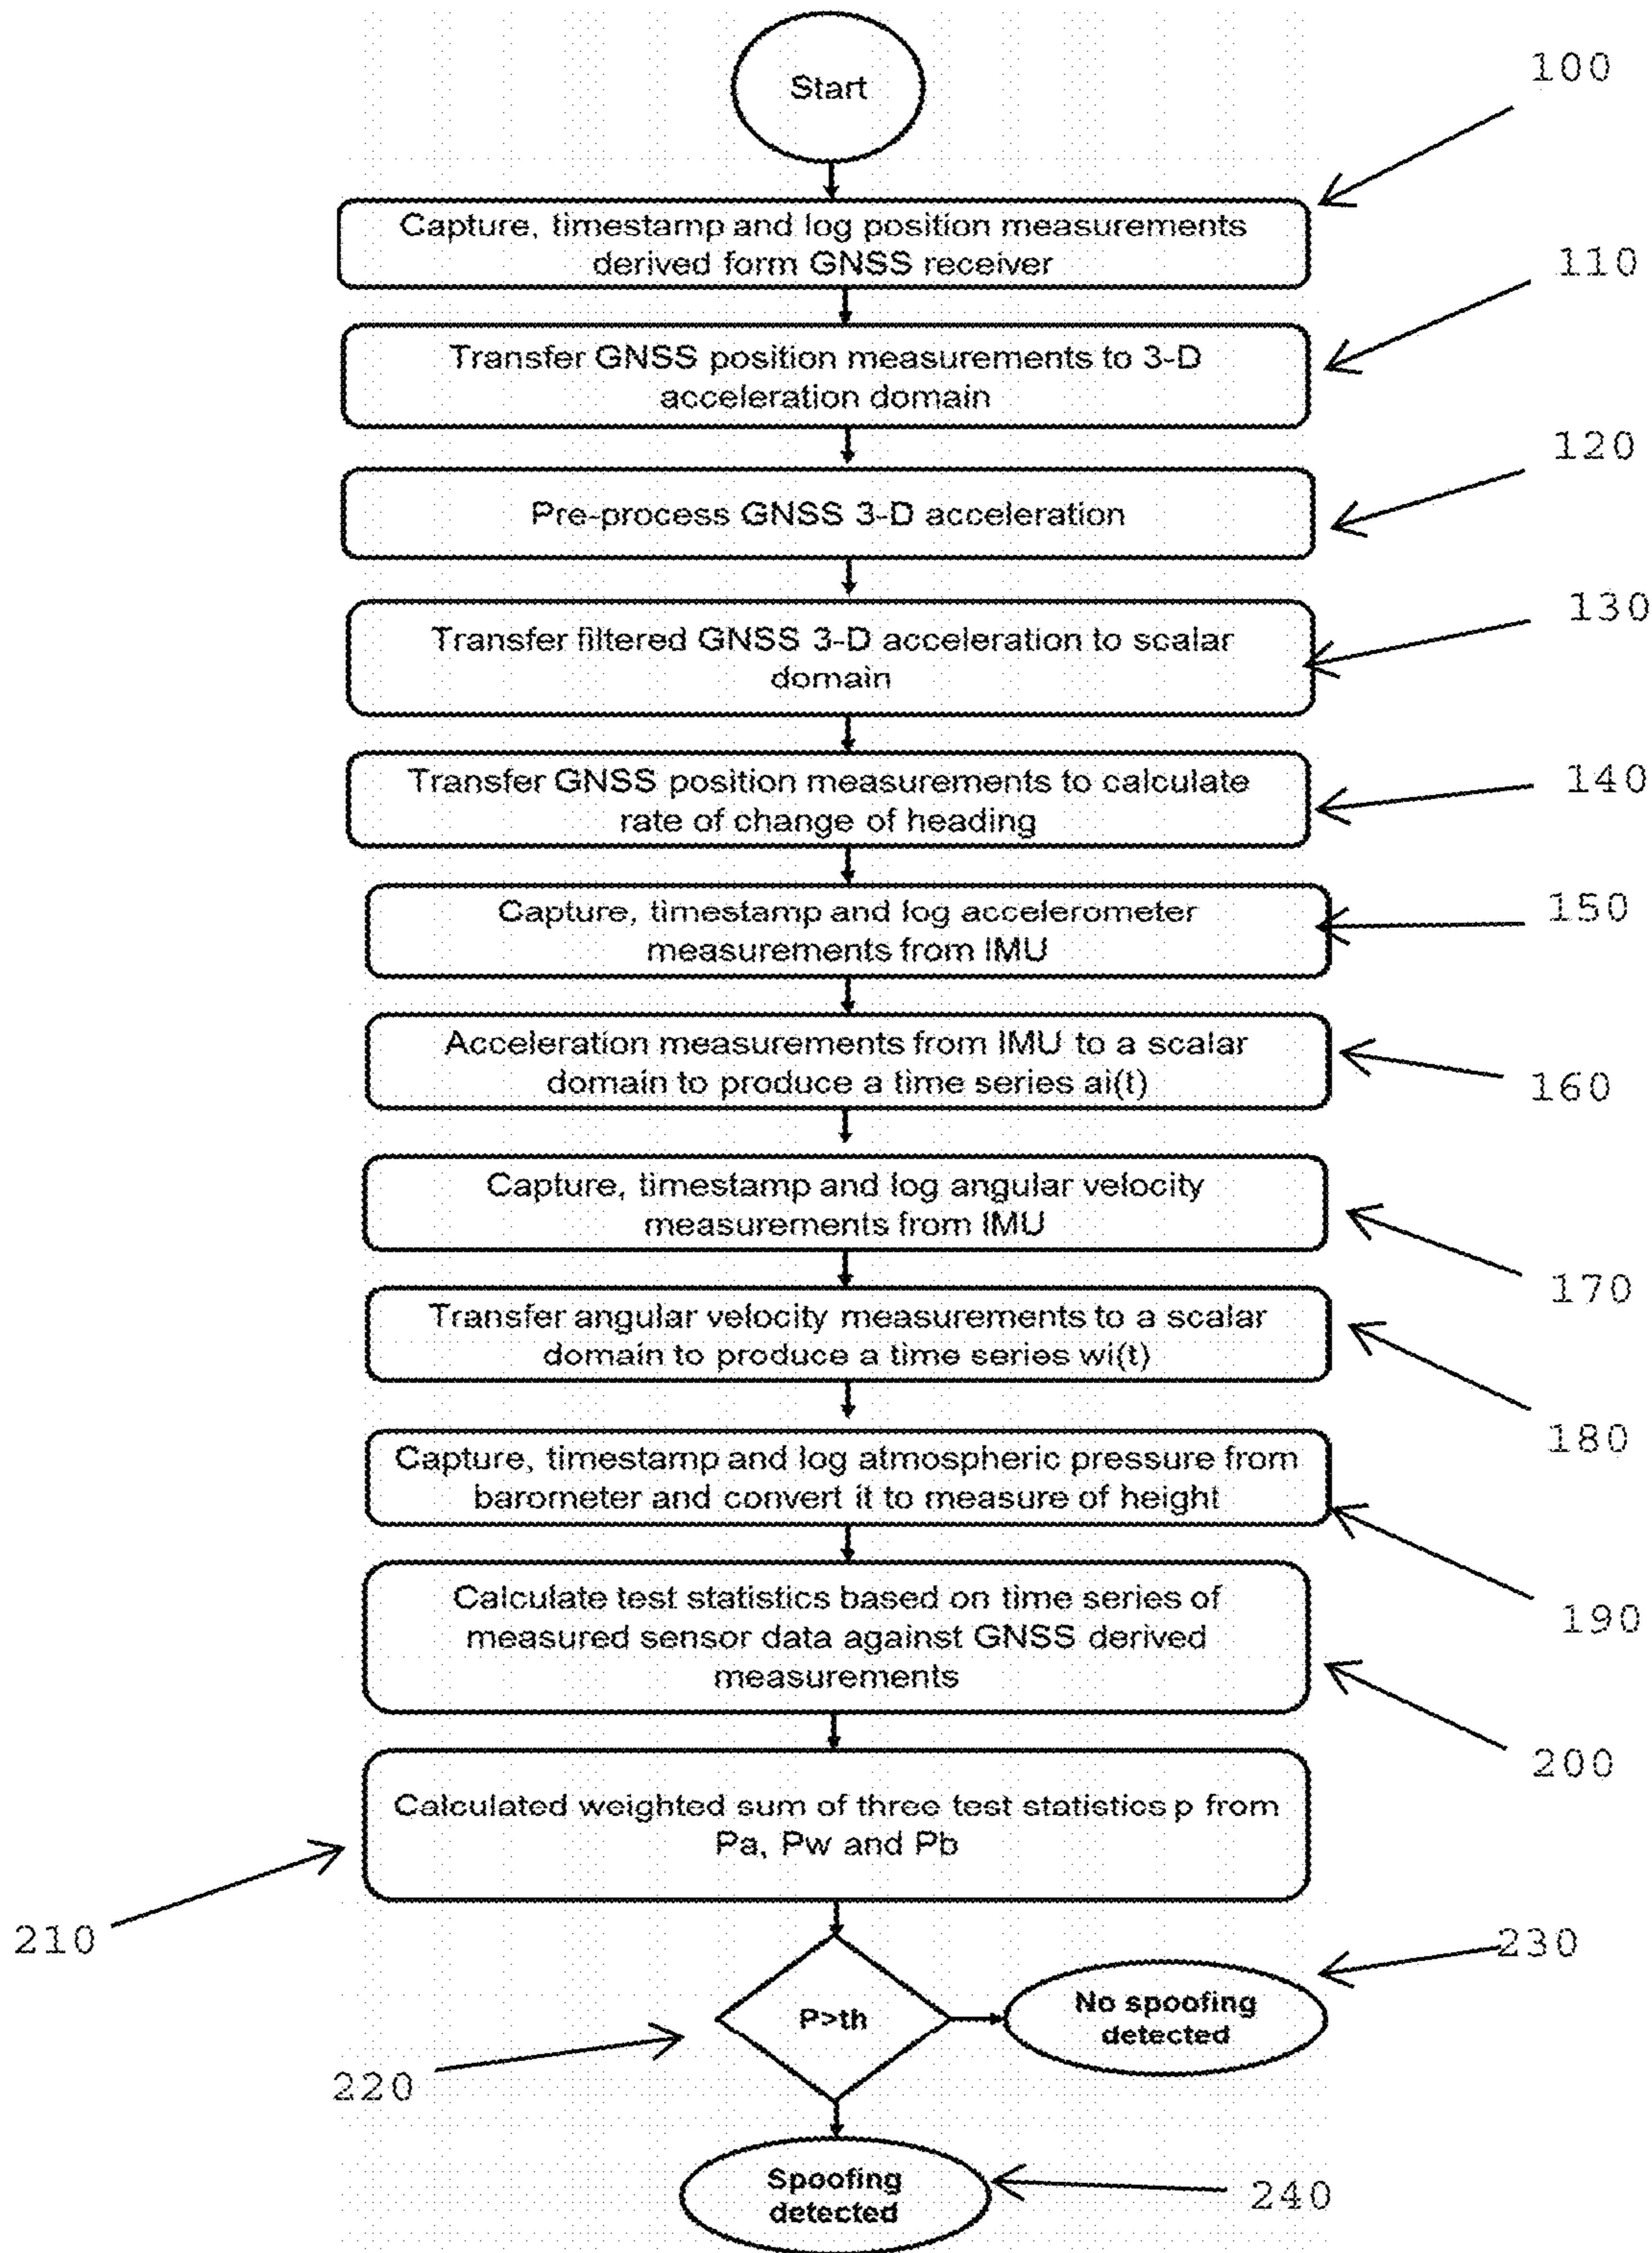 Start
100
Capture, timestamp and log position measurements
derived form GNSS receiver
110
Transfer GNSS position measurements to 3-D
acceleration domain
120
Pre-process GNSS 3-D acceleration
130
Transfer filtered GNSS 3-D acceleration to scalar
domain
140
Transfer GNSS position measurements to calculate
rate of change of heading
150
Capture, timestamp and log accelerometer
measurements from IMU
Acceleration measurements from IMU to a scalar
domain to produce a time series ai(t)
160
Capture, timestamp and log angular velocity
measurements from IMU
170
Transfer angular velocity measurements to a scalar
domain to produce a time series wi(t)
180
Capture, timestamp and log atmospheric pressure from
barometer and convert it to measure of height
190
Calculate test statistics based on time series of
measured sensor data against GNSS derived
measurements
200
Calculated weighted sum of three test statistics p from
Pa, Pw and Pb
210
230
P>th
No spoofing
detected
220
Spoofing
detected
240